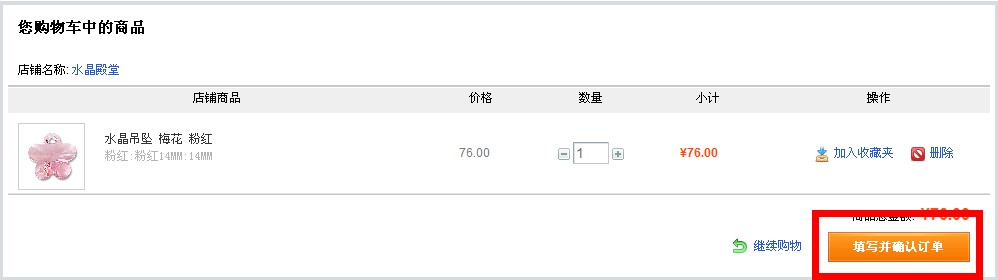 您购物车中的商品
店铺名称: 水晶殿堂
店铺商品 价格 数量 小计 操作
水晶吊坠 梅花 粉红
粉红:粉红14MM:14MM
76.00 1 ¥76.00 加入收藏夹 删除
商品总金额: ¥76.00
继续购物 填写并确认订单